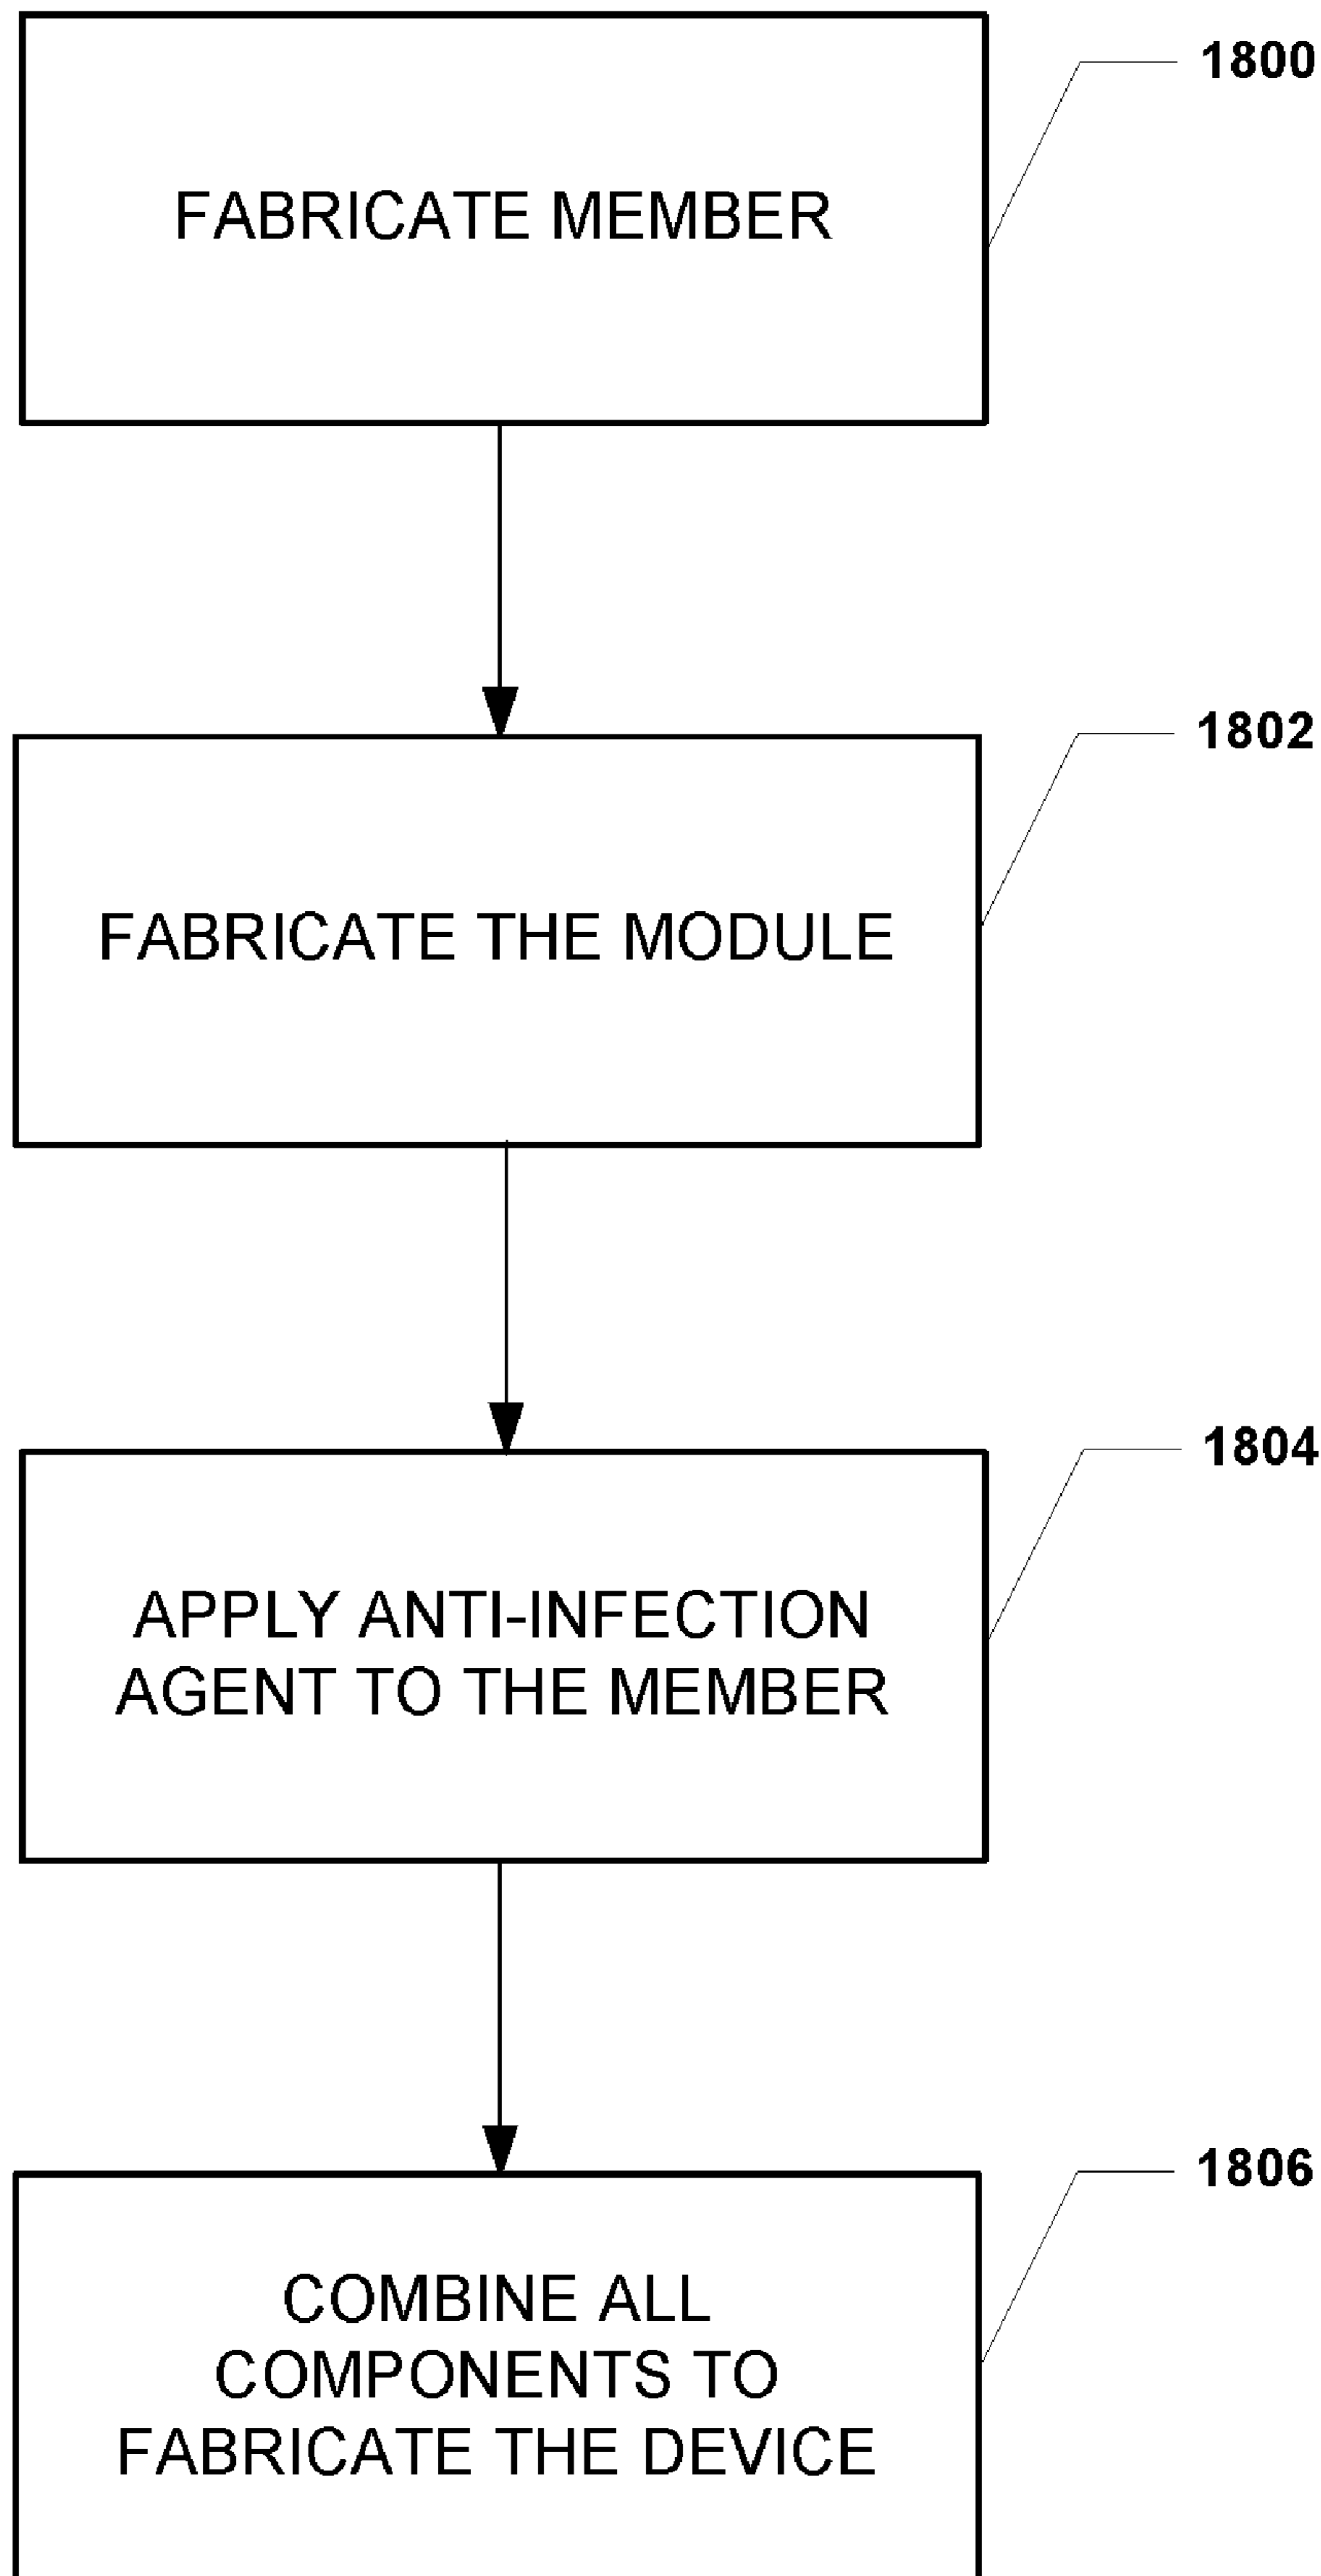 1800
FABRICATE MEMBER
1802
FABRICATE THE MODULE
1804
APPLY ANTI-INFECTION
AGENT TO THE MEMBER
1806
COMBINE ALL
COMPONENTS TO
FABRICATE THE DEVICE